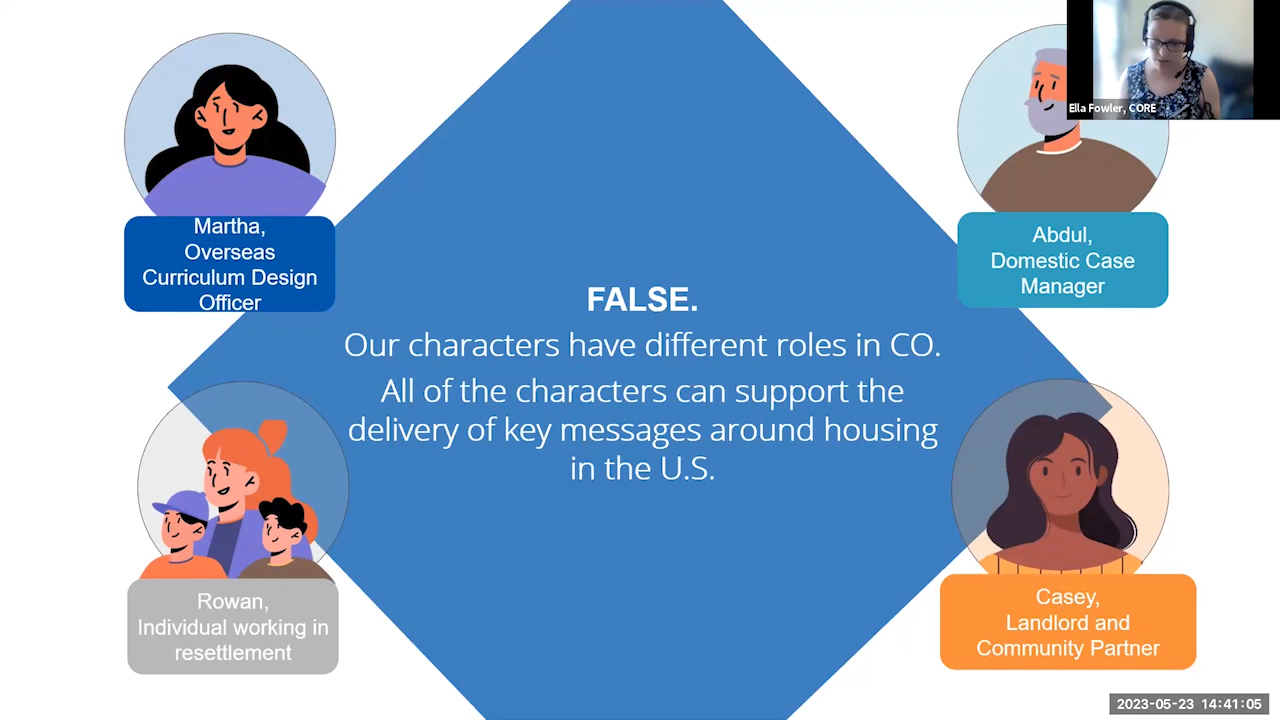 Ella Fowler, CORE
Martha,
Overseas
Curriculum Design
Officer
Abdul,
Domestic Case
Manager
FALSE.
Our characters have different roles in CO.
All of the characters can support the
delivery of key messages around housing
in the U.S.
Rowan,
Individual working in
resettlement
Casey,
Landlord and
Community Partner
2023-05-23 14:41:05